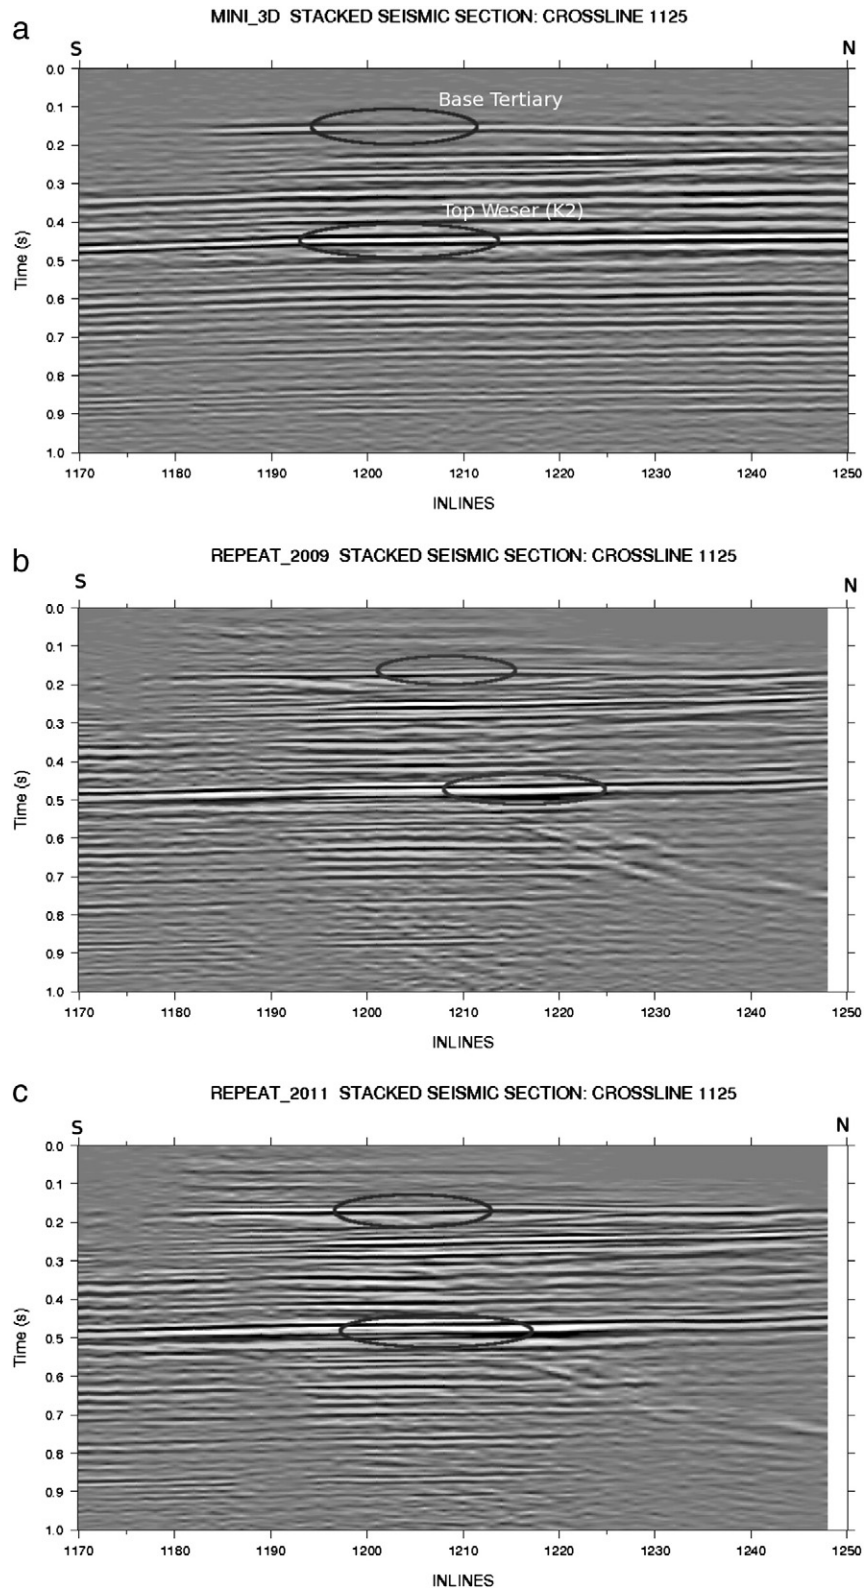 a
MINI_3D STACKED SEISMIC SECTION: CROSSLINE 1125
S N
0.0
0.1
0.2
0.3
0.4
0.5
0.6
0.7
0.8
0.9
1.0
Time (s)
Base Tertiary
Top Weser (K2)
1170 1180 1190 1200 1210 1220 1230 1240 1250
INLINES
b
REPEAT_2009 STACKED SEISMIC SECTION: CROSSLINE 1125
S N
0.0
0.1
0.2
0.3
0.4
0.5
0.6
0.7
0.8
0.9
1.0
Time (s)
1170 1180 1190 1200 1210 1220 1230 1240 1250
INLINES
c
REPEAT_2011 STACKED SEISMIC SECTION: CROSSLINE 1125
S N
0.0
0.1
0.2
0.3
0.4
0.5
0.6
0.7
0.8
0.9
1.0
Time (s)
1170 1180 1190 1200 1210 1220 1230 1240 1250
INLINES